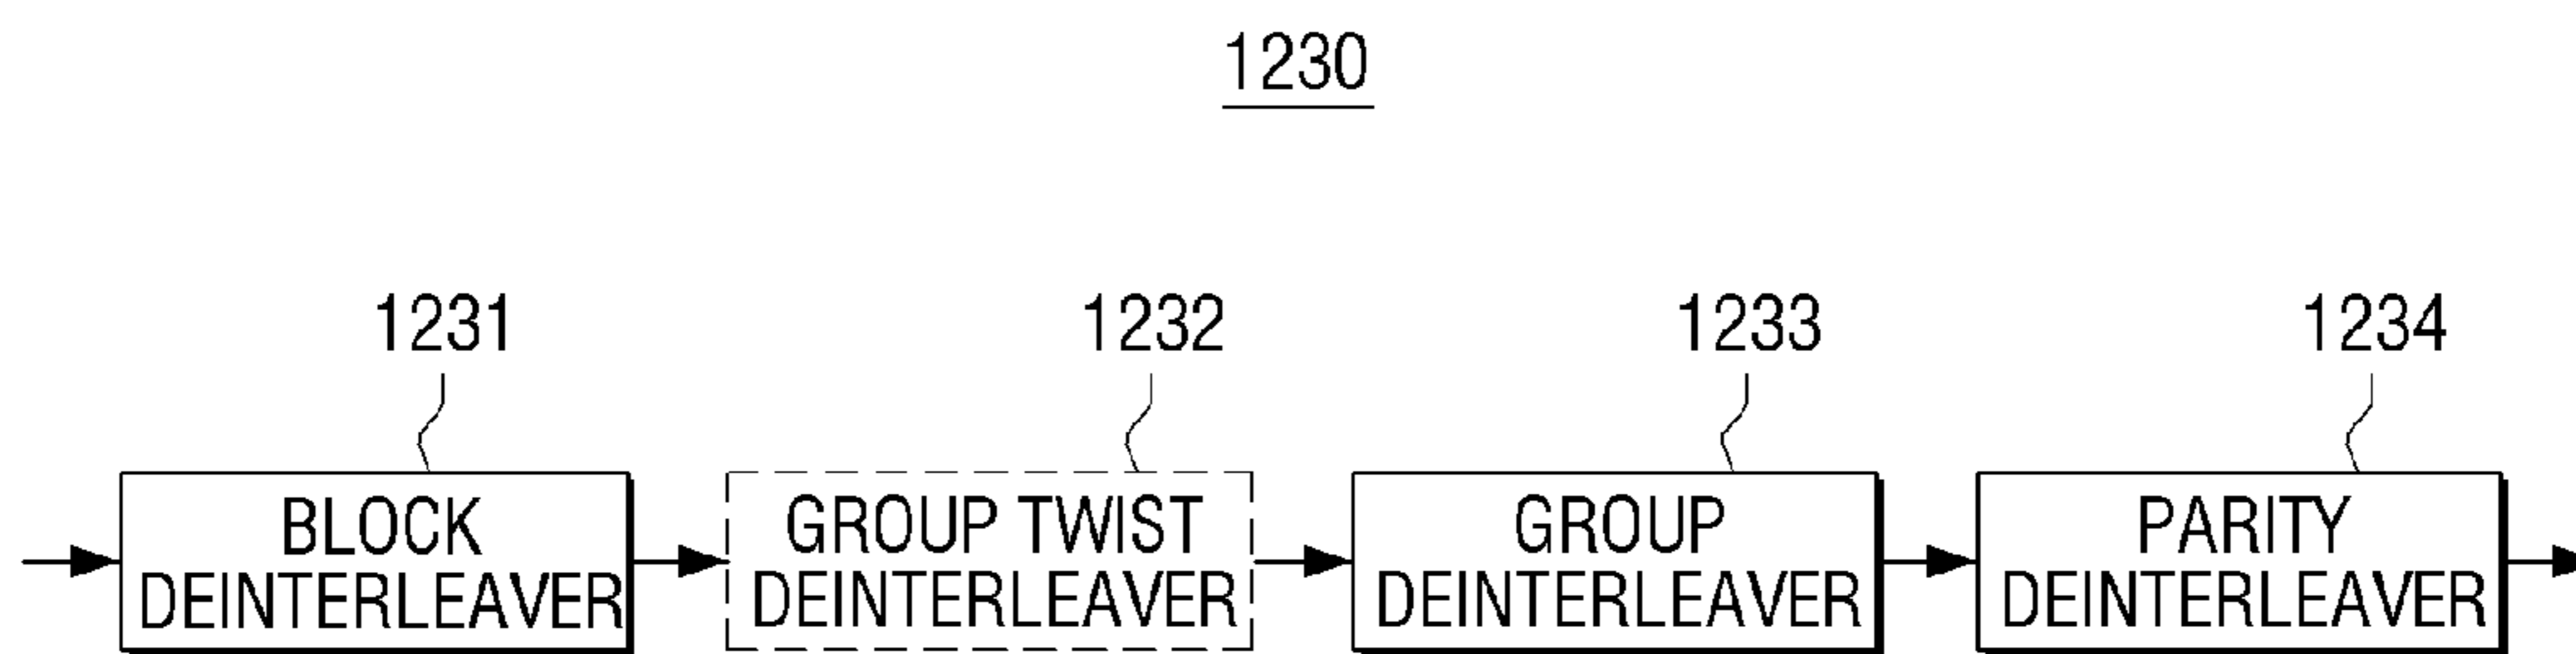 1230
1231
1232
1233
1234
BLOCK
DEINTERLEAVER
GROUP TWIST
DEINTERLEAVER
GROUP
DEINTERLEAVER
PARITY
DEINTERLEAVER